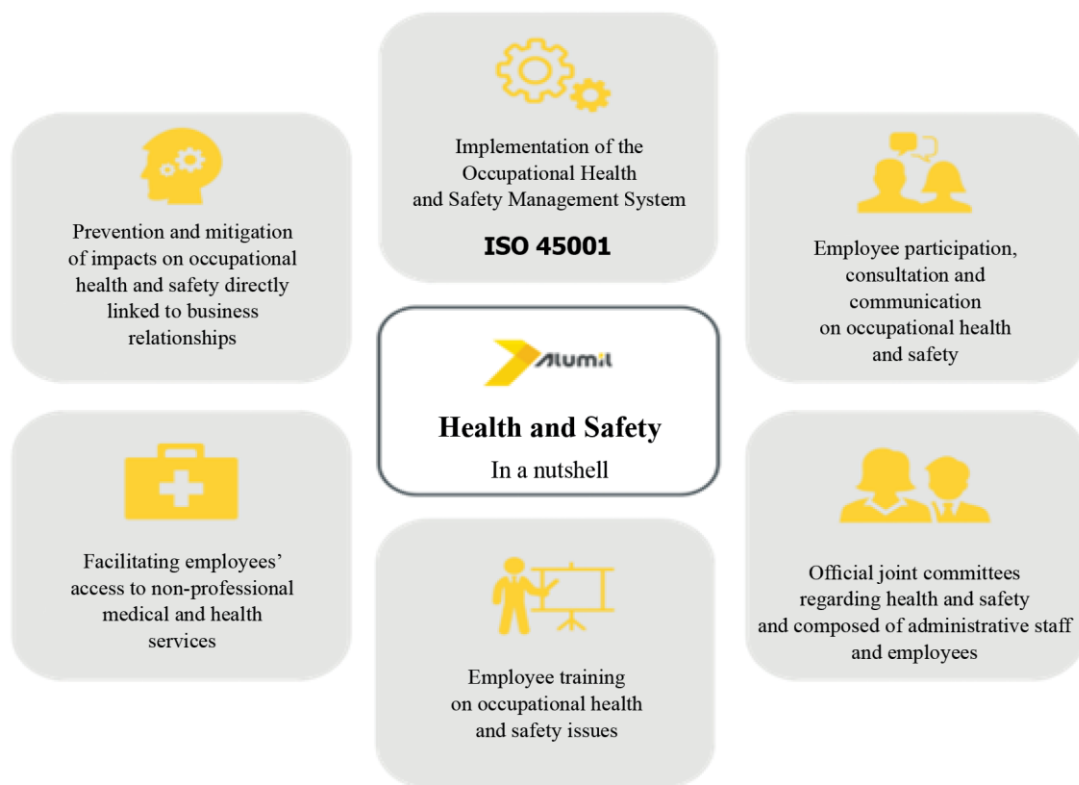 Implementation of the
Occupational Health
and Safety Management System
ISO 45001
Prevention and mitigation
of impacts on occupational
health and safety directly
linked to business
relationships
Employee participation,
consultation and
communication
on occupational health
and safety
Alumil
Health and Safety
In a nutshell
Facilitating employees’
access to non-professional
medical and health
services
Employee training
on occupational health
and safety issues
Official joint committees
regarding health and safety
and composed of administrative staff
and employees